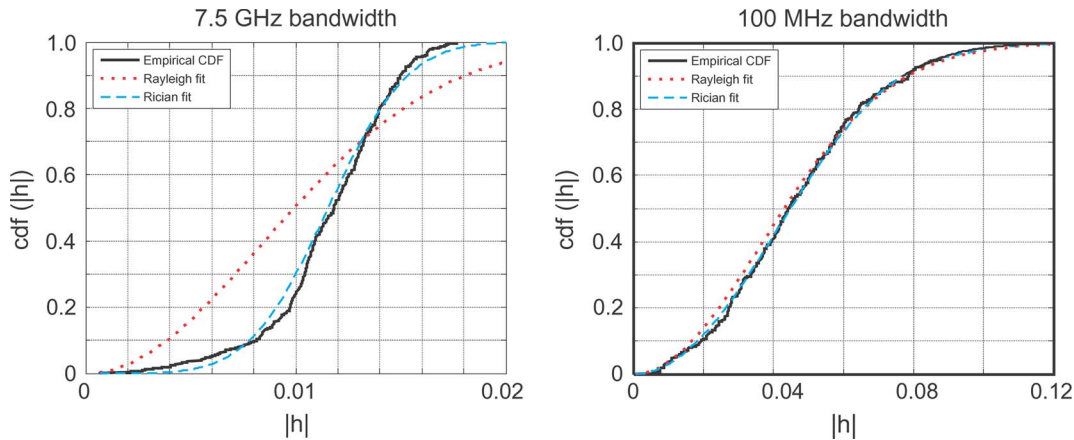 7.5 GHz bandwidth
1.0
0.8
0.6
0.4
0.2
0
cdf (|h|)
Empirical CDF
Rayleigh fit
Rician fit
0
0.01
0.02
|h|
100 MHz bandwidth
1.0
0.8
0.6
0.4
0.2
0
cdf (|h|)
Empirical CDF
Rayleigh fit
Rician fit
0
0.04
0.08
0.12
|h|